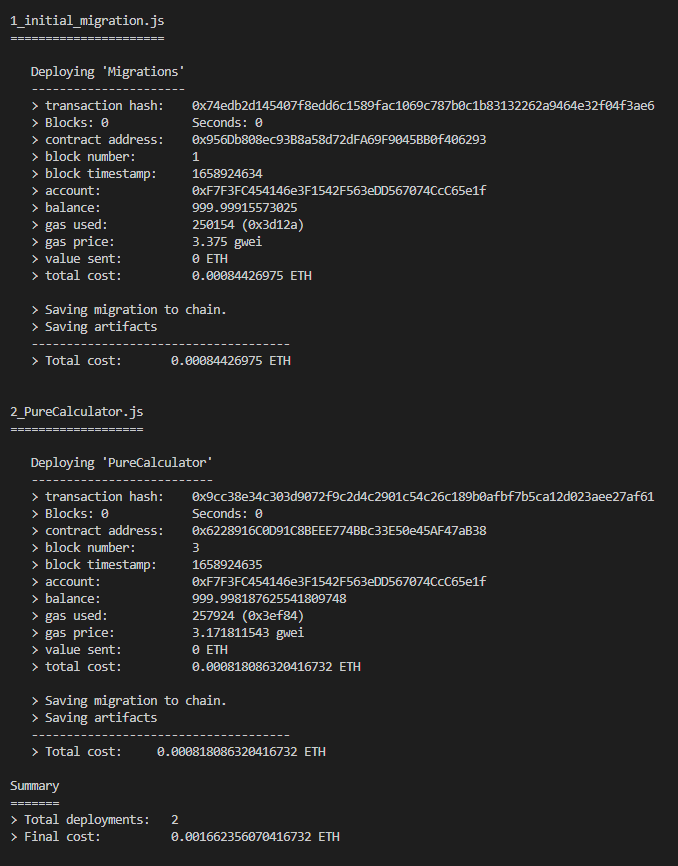 1_initial_migration.js
======================
Deploying 'Migrations'
----------------------
> transaction hash:    0x74edb2d145407f8edd6c1589fac1069c787b0c1b83132262a9464e32f04f3ae6
> Blocks: 0            Seconds: 0
> contract address:    0x956Db808ec93B8a58d72dFA69F9045BB0f406293
> block number:        1
> block timestamp:     1658924634
> account:             0xF7F3FC454146e3F1542F563eDD567074CcC65e1f
> balance:             999.99915573025
> gas used:            250154 (0x3d12a)
> gas price:           3.375 gwei
> value sent:          0 ETH
> total cost:          0.00084426975 ETH
> Saving migration to chain.
> Saving artifacts
-------------------------------------
> Total cost:       0.00084426975 ETH
2_PureCalculator.js
===================
Deploying 'PureCalculator'
--------------------------
> transaction hash:    0x9cc38e34c303d9072f9c2d4c2901c54c26c189b0afbf7b5ca12d023aee27af61
> Blocks: 0            Seconds: 0
> contract address:    0x6228916C0D91C8BEEE774BBc33E50e45AF47aB38
> block number:        3
> block timestamp:     1658924635
> account:             0xF7F3FC454146e3F1542F563eDD567074CcC65e1f
> balance:             999.998187625541809748
> gas used:            257924 (0x3ef84)
> gas price:           3.171811543 gwei
> value sent:          0 ETH
> total cost:          0.000818086320416732 ETH
> Saving migration to chain.
> Saving artifacts
-------------------------------------
> Total cost:     0.000818086320416732 ETH
Summary
=======
> Total deployments:   2
> Final cost:          0.001662356070416732 ETH